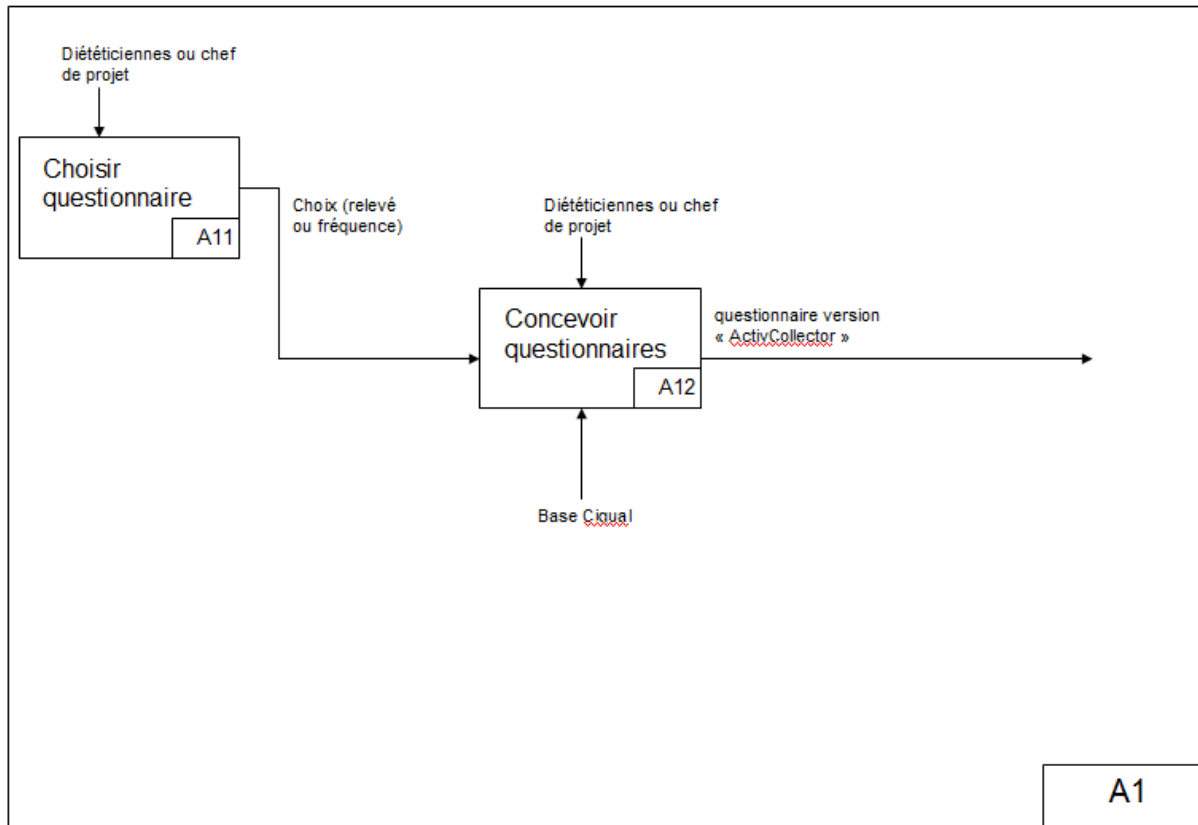 Diététiciennes ou chef
de projet
Choisir
questionnaire
A11
Choix (relevé
ou fréquence)
Diététiciennes ou chef
de projet
Concevoir
questionnaires
A12
questionnaire version
« ActivCollector »
Base Ciqual
A1